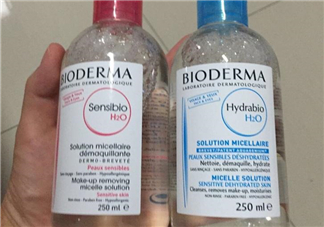 BIODERMA
LABORATOIRE DERMATOLOGIQUE
Sensibio
H2O
Solution micellaire
démaquillante
DERMO-BREVETÉ
Peaux sensibles
Make-up removing
micelle solution
Sensitive skin
250 ml e
BIODERMA
LABORATOIRE DERMATOLOGIQUE
Hydrabio
H2O
SOLUTION MICELLAIRE
PEAUX SENSIBLES DÉSHYDRATÉES
Nettoie, démaquille, hydrate
MICELLE SOLUTION
SENSITIVE DEHYDRATED SKIN
Cleanses, removes make-up, moisturises
250 ml e